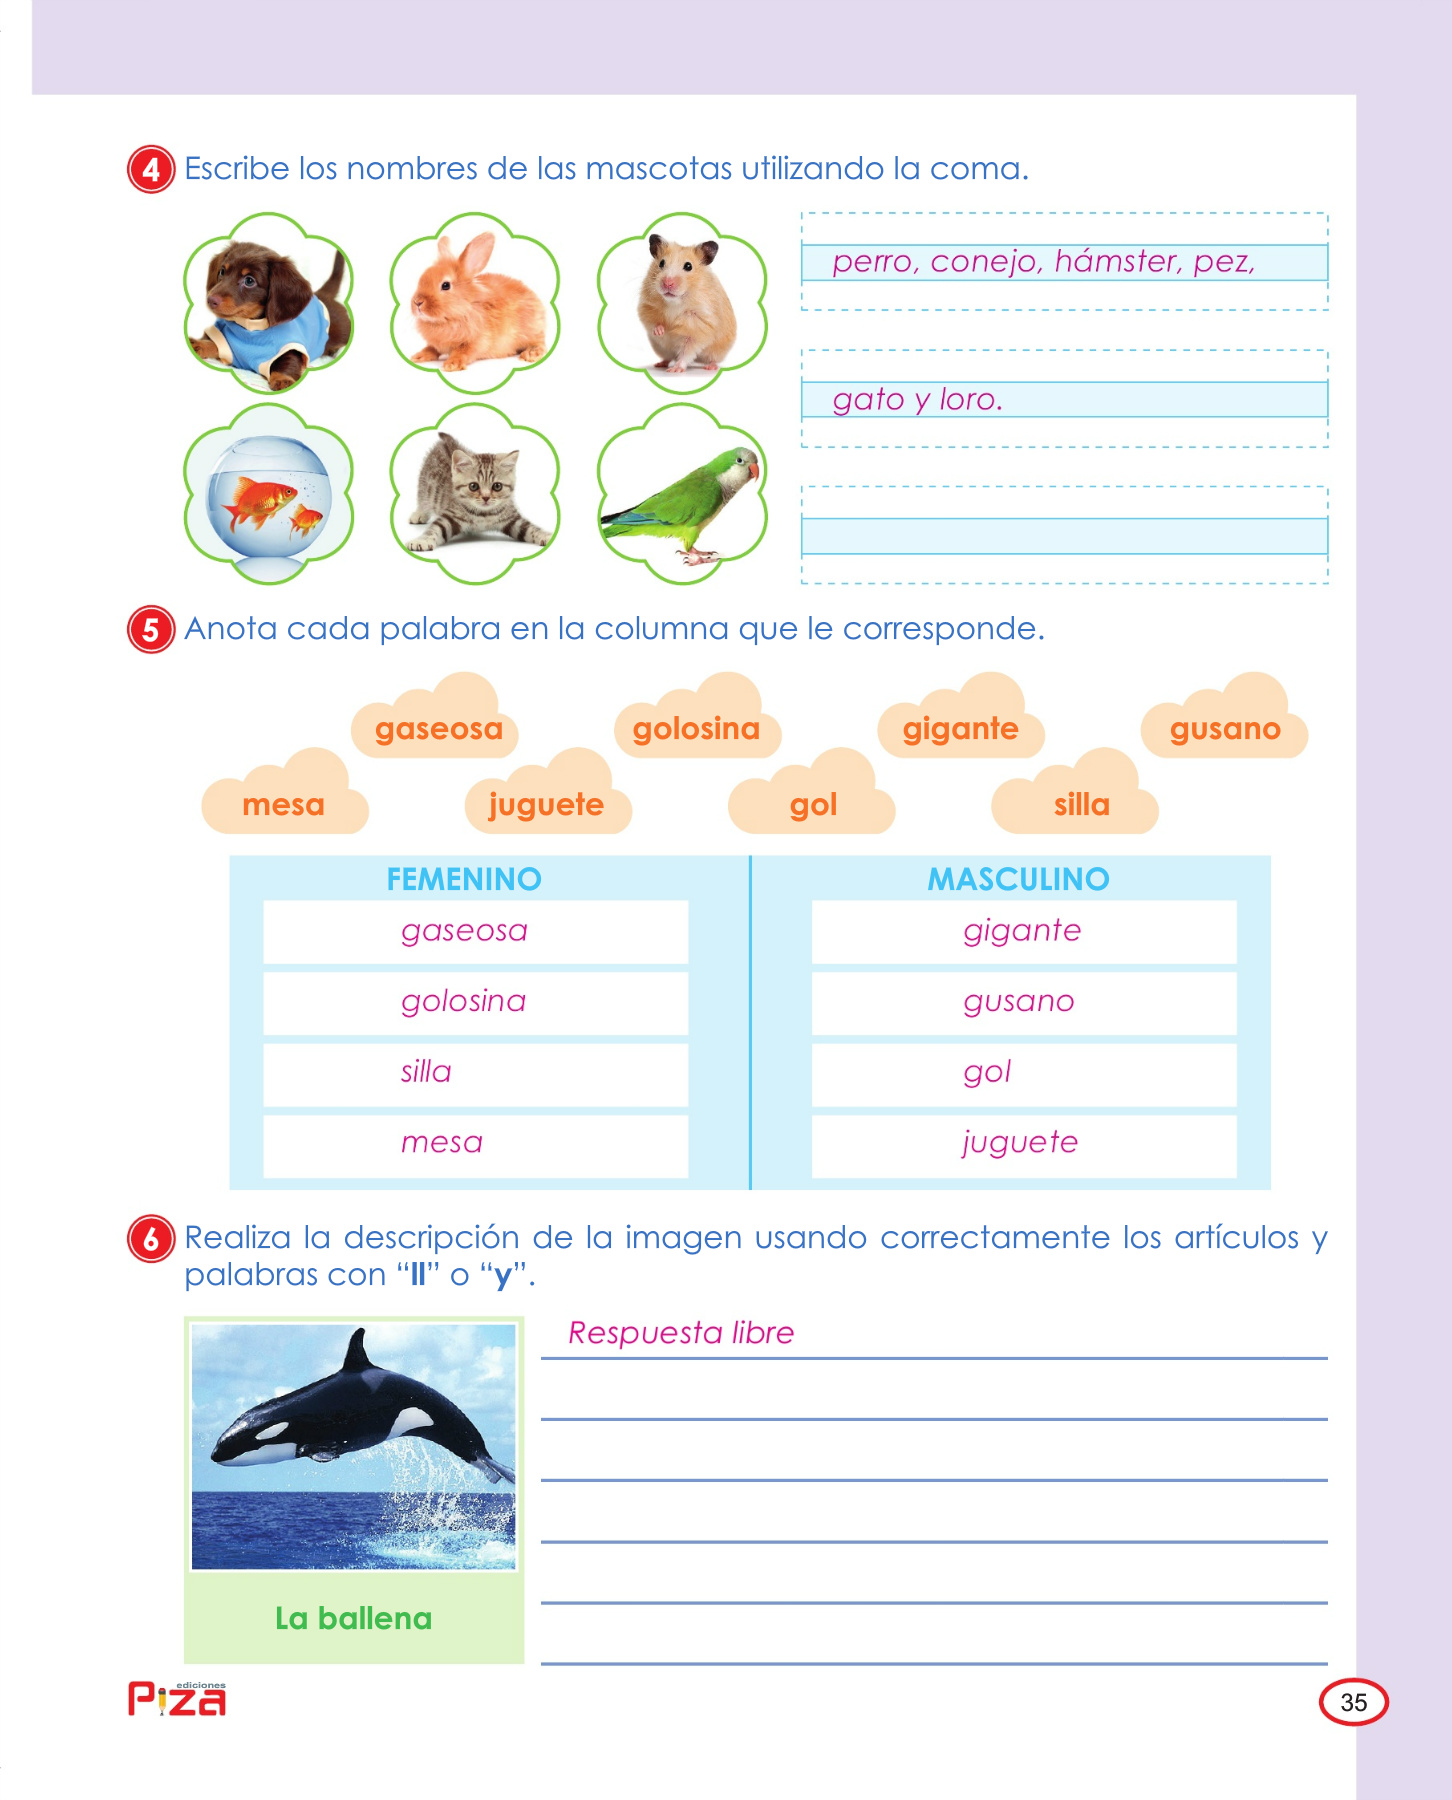 4 Escribe los nombres de las mascotas utilizando la coma.
perro, conejo, hámster, pez,
gato y loro.
5 Anota cada palabra en la columna que le corresponde.
gaseosa golosina gigante gusano
mesa juguete gol silla
FEMENINO MASCULINO
gaseosa gigante
golosina gusano
silla gol
mesa juguete
6 Realiza la descripción de la imagen usando correctamente los artículos y
palabras con “ll” o “y”.
Respuesta libre
La ballena
ediciones
Piza
35